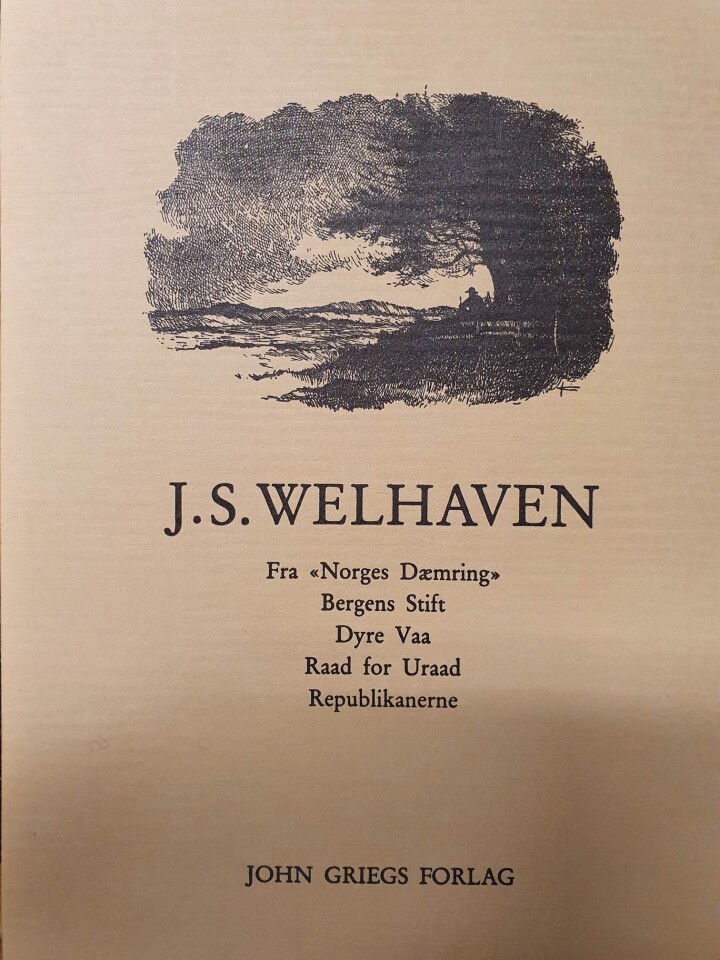 J.S. WELHAVEN
Fra «Norges Dæmring»
Bergens Stift
Dyre Vaa
Raad for Uraad
Republikanerne
JOHN GRIEGS FORLAG